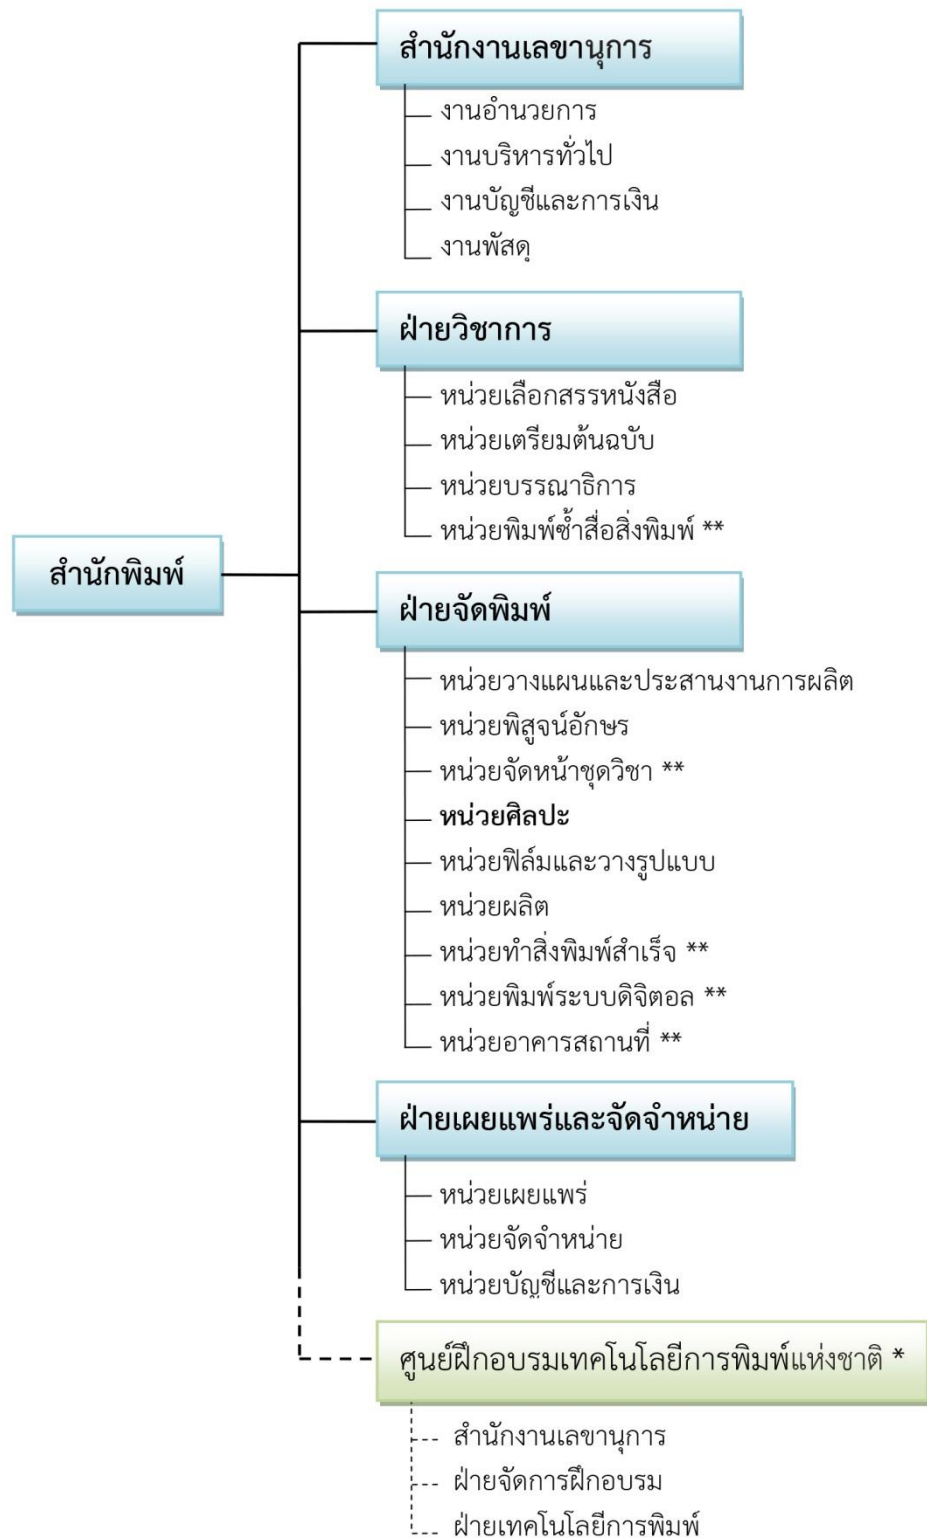 สำนักงานเลขานุการ
งานอำนวยการ
งานบริหารทั่วไป
งานบัญชีและการเงิน
งานพัสดุ
ฝ่ายวิชาการ
หน่วยเลือกสรรหนังสือ
หน่วยเตรียมต้นฉบับ
หน่วยบรรณาธิการ
หน่วยพิมพ์ซ้ำสื่อสิ่งพิมพ์ **
สำนักพิมพ์
ฝ่ายจัดพิมพ์
หน่วยวางแผนและประสานงานการผลิต
หน่วยพิสูจน์อักษร
หน่วยจัดหน้าชุดวิชา **
หน่วยศิลปะ
หน่วยฟิล์มและวางรูปแบบ
หน่วยผลิต
หน่วยทำสิ่งพิมพ์สำเร็จ **
หน่วยพิมพ์ระบบดิจิตอล **
หน่วยอาคารสถานที่ **
ฝ่ายเผยแพร่และจัดจำหน่าย
หน่วยเผยแพร่
หน่วยจัดจำหน่าย
หน่วยบัญชีและการเงิน
ศูนย์ฝึกอบรมเทคโนโลยีการพิมพ์แห่งชาติ *
สำนักงานเลขานุการ
ฝ่ายจัดการฝึกอบรม
ฝ่ายเทคโนโลยีการพิมพ์